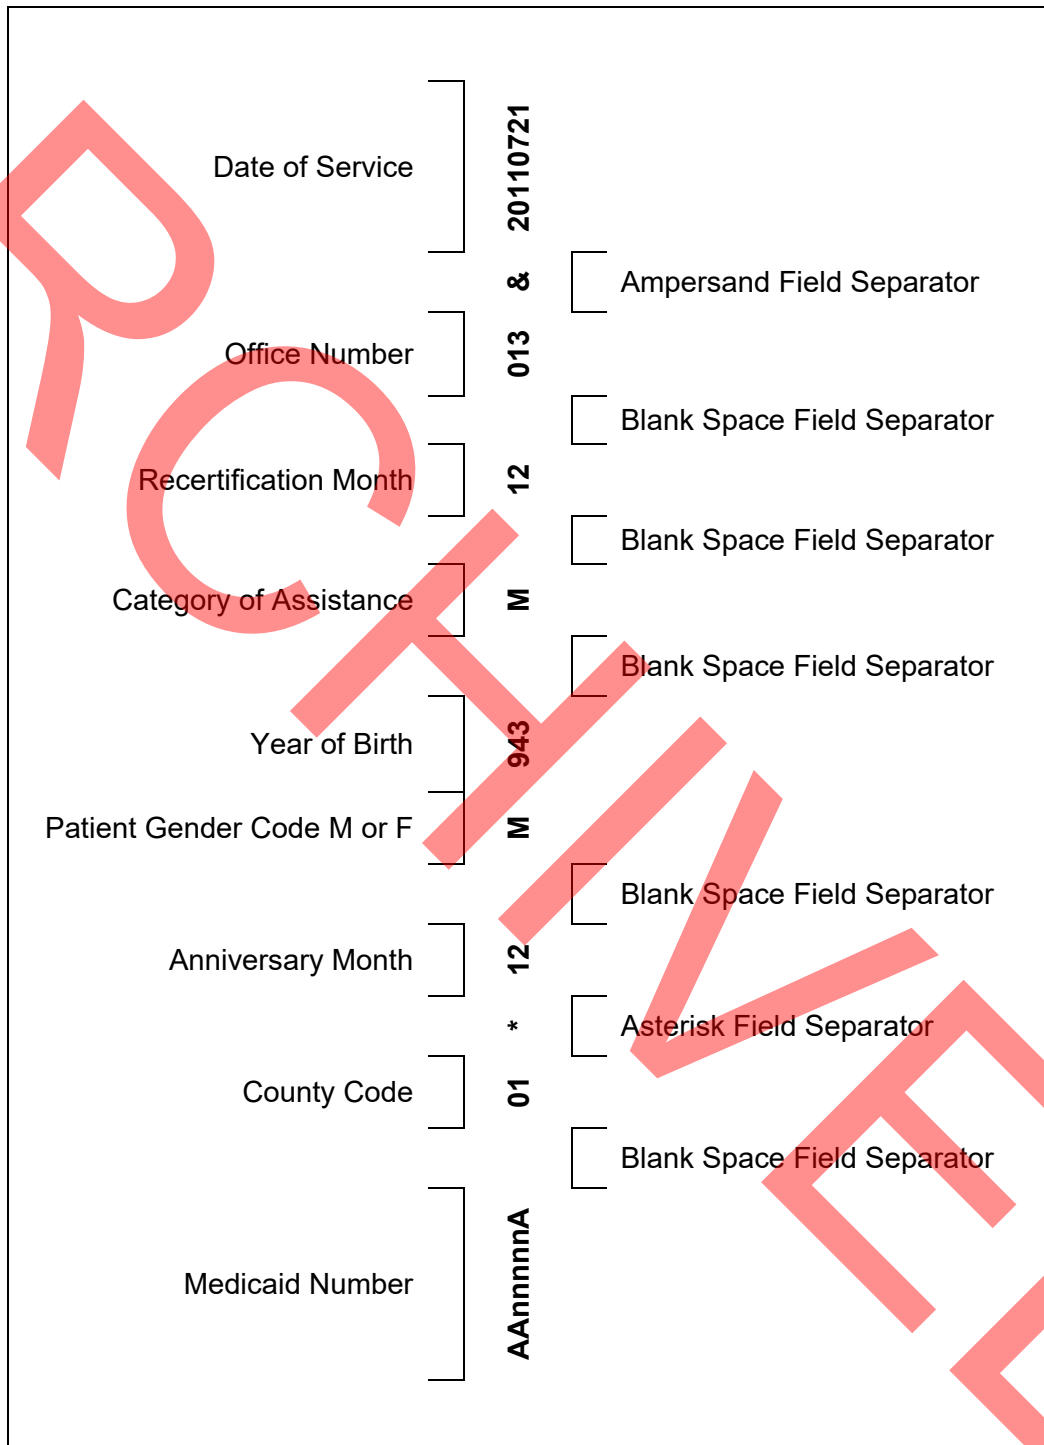 Date of Service
20110721
& Ampersand Field Separator
Office Number
013
Blank Space Field Separator
Recertification Month
12
Blank Space Field Separator
Category of Assistance
M
Blank Space Field Separator
Year of Birth
943
Patient Gender Code M or F
M
Blank Space Field Separator
Anniversary Month
12
* Asterisk Field Separator
County Code
01
Blank Space Field Separator
Medicaid Number
AAnnnnnA
RCHIVE